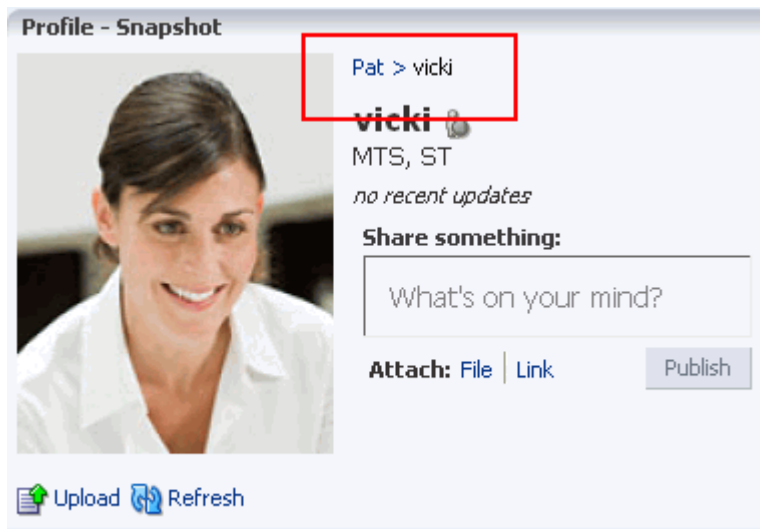 Profile - Snapshot
Pat > vicki
vicki
MTS, ST
no recent updates
Share something:
What's on your mind?
Attach: File | Link Publish
Upload Refresh